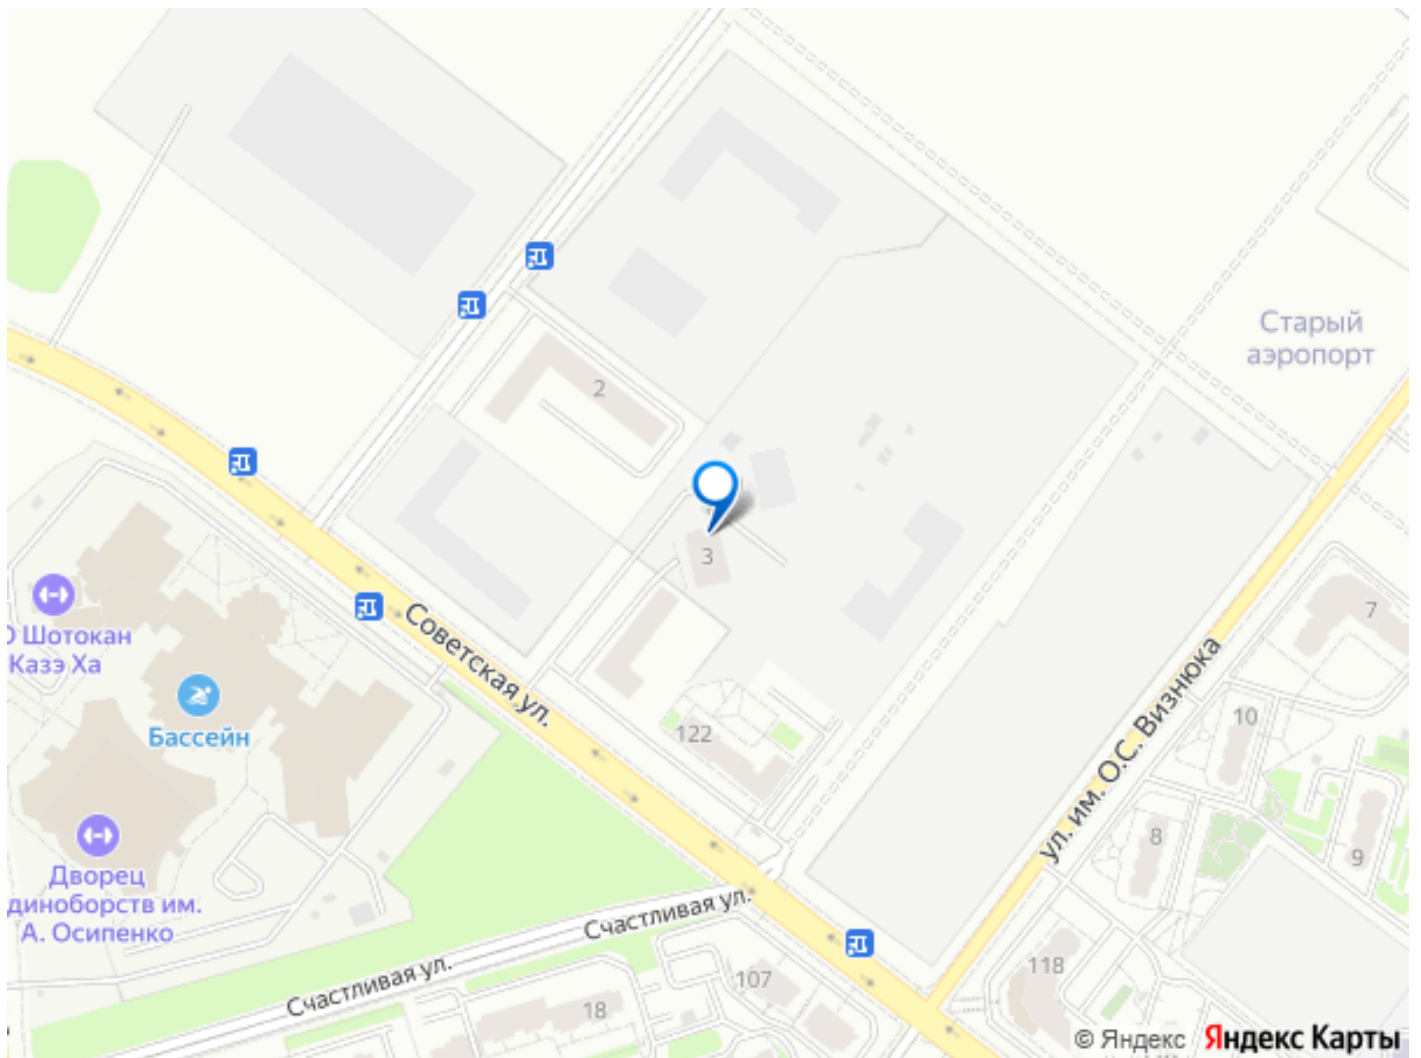 Старый
аэропорт
2
3
Советская ул.
О Шотокан
Казэ Ха
7
ул. им. О.С. Визнюка
Бассейн
122
10
8
9
Дворец
диноборств им.
А. Осипенко
Счастливая ул.
Счастливая ул.
107
118
18
© Яндекс Яндекс Карты